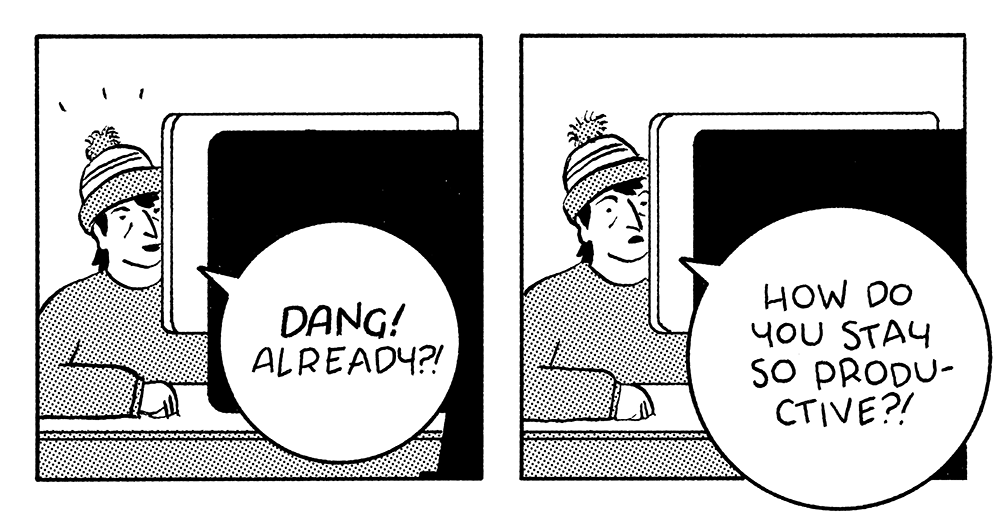 DANG!
ALREADY?!
HOW DO
YOU STAY
SO PRODU-
CTIVE?!